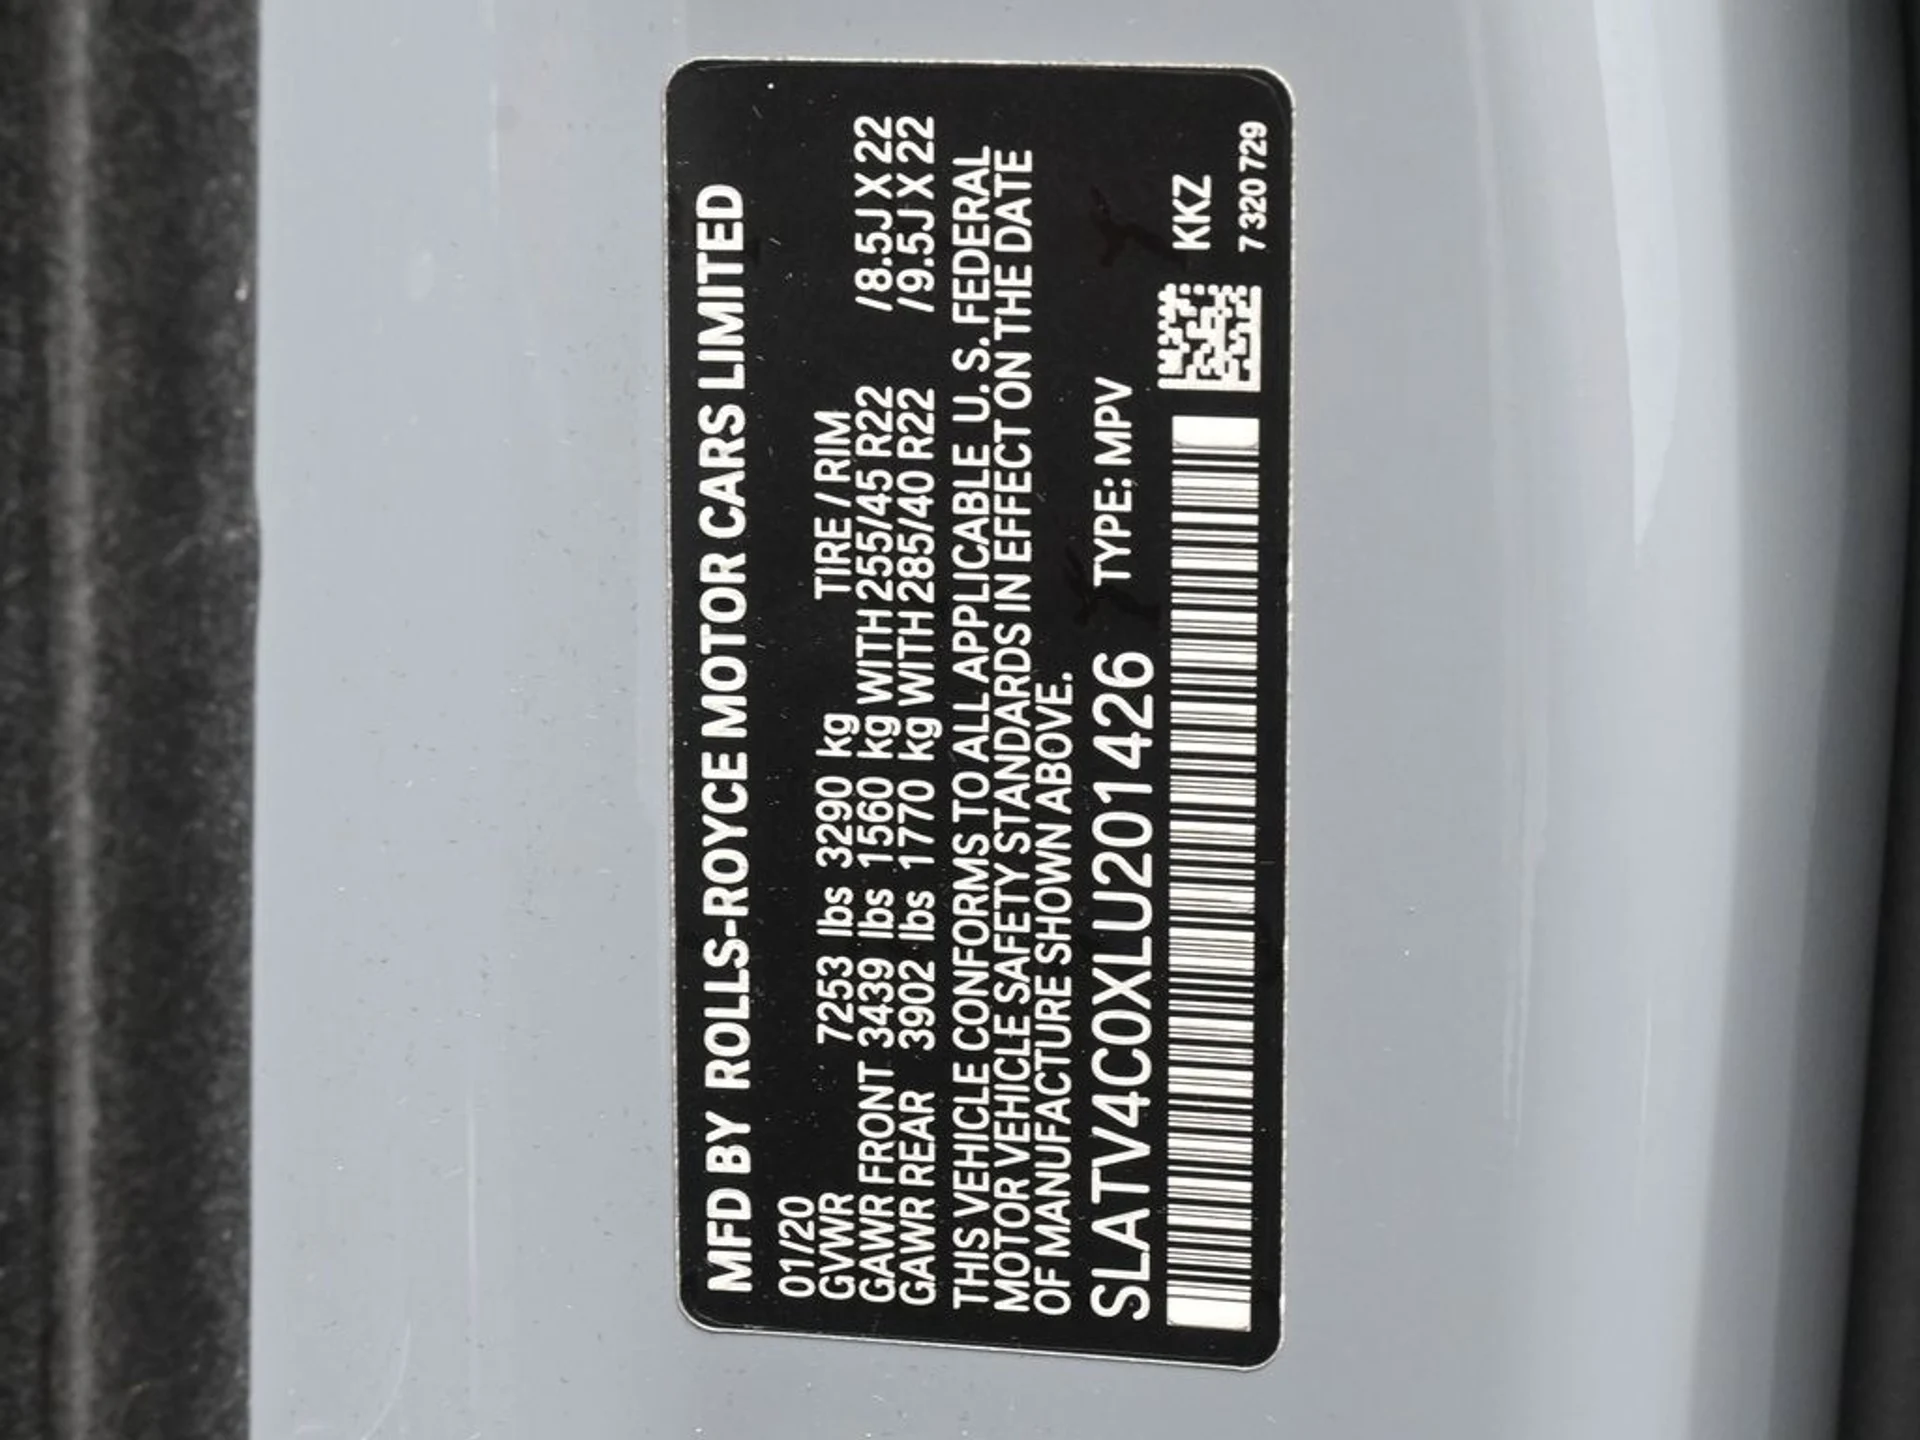 MFD BY ROLLS-ROYCE MOTOR CARS LIMITED
01/20
GVWR 7253 lbs 3290 kg TIRE / RIM
GAWR FRONT 3439 lbs 1560 kg WITH 255/45 R22 /8.5J X 22
GAWR REAR 3902 lbs 1770 kg WITH 285/40 R22 /9.5J X 22
THIS VEHICLE CONFORMS TO ALL APPLICABLE U.S. FEDERAL
MOTOR VEHICLE SAFETY STANDARDS IN EFFECT ON THE DATE
OF MANUFACTURE SHOWN ABOVE.
SLATV4C0XLU201426 TYPE: MPV
KKZ
7 320 729